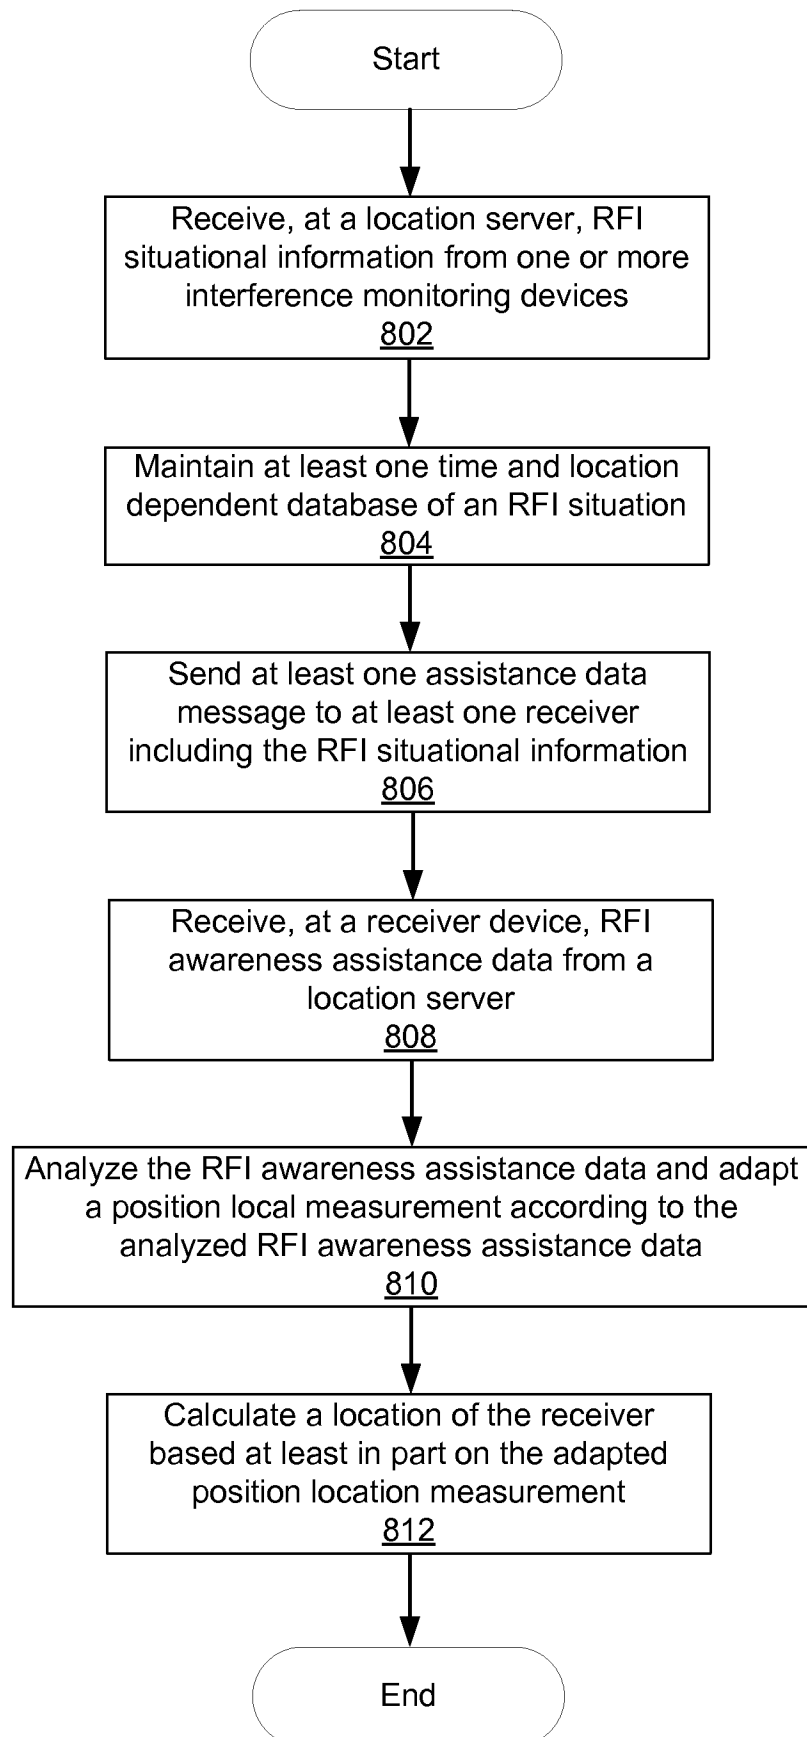 Start
Receive, at a location server, RFI
situational information from one or more
interference monitoring devices
802
Maintain at least one time and location
dependent database of an RFI situation
804
Send at least one assistance data
message to at least one receiver
including the RFI situational information
806
Receive, at a receiver device, RFI
awareness assistance data from a
location server
808
Analyze the RFI awareness assistance data and adapt
a position local measurement according to the
analyzed RFI awareness assistance data
810
Calculate a location of the receiver
based at least in part on the adapted
position location measurement
812
End